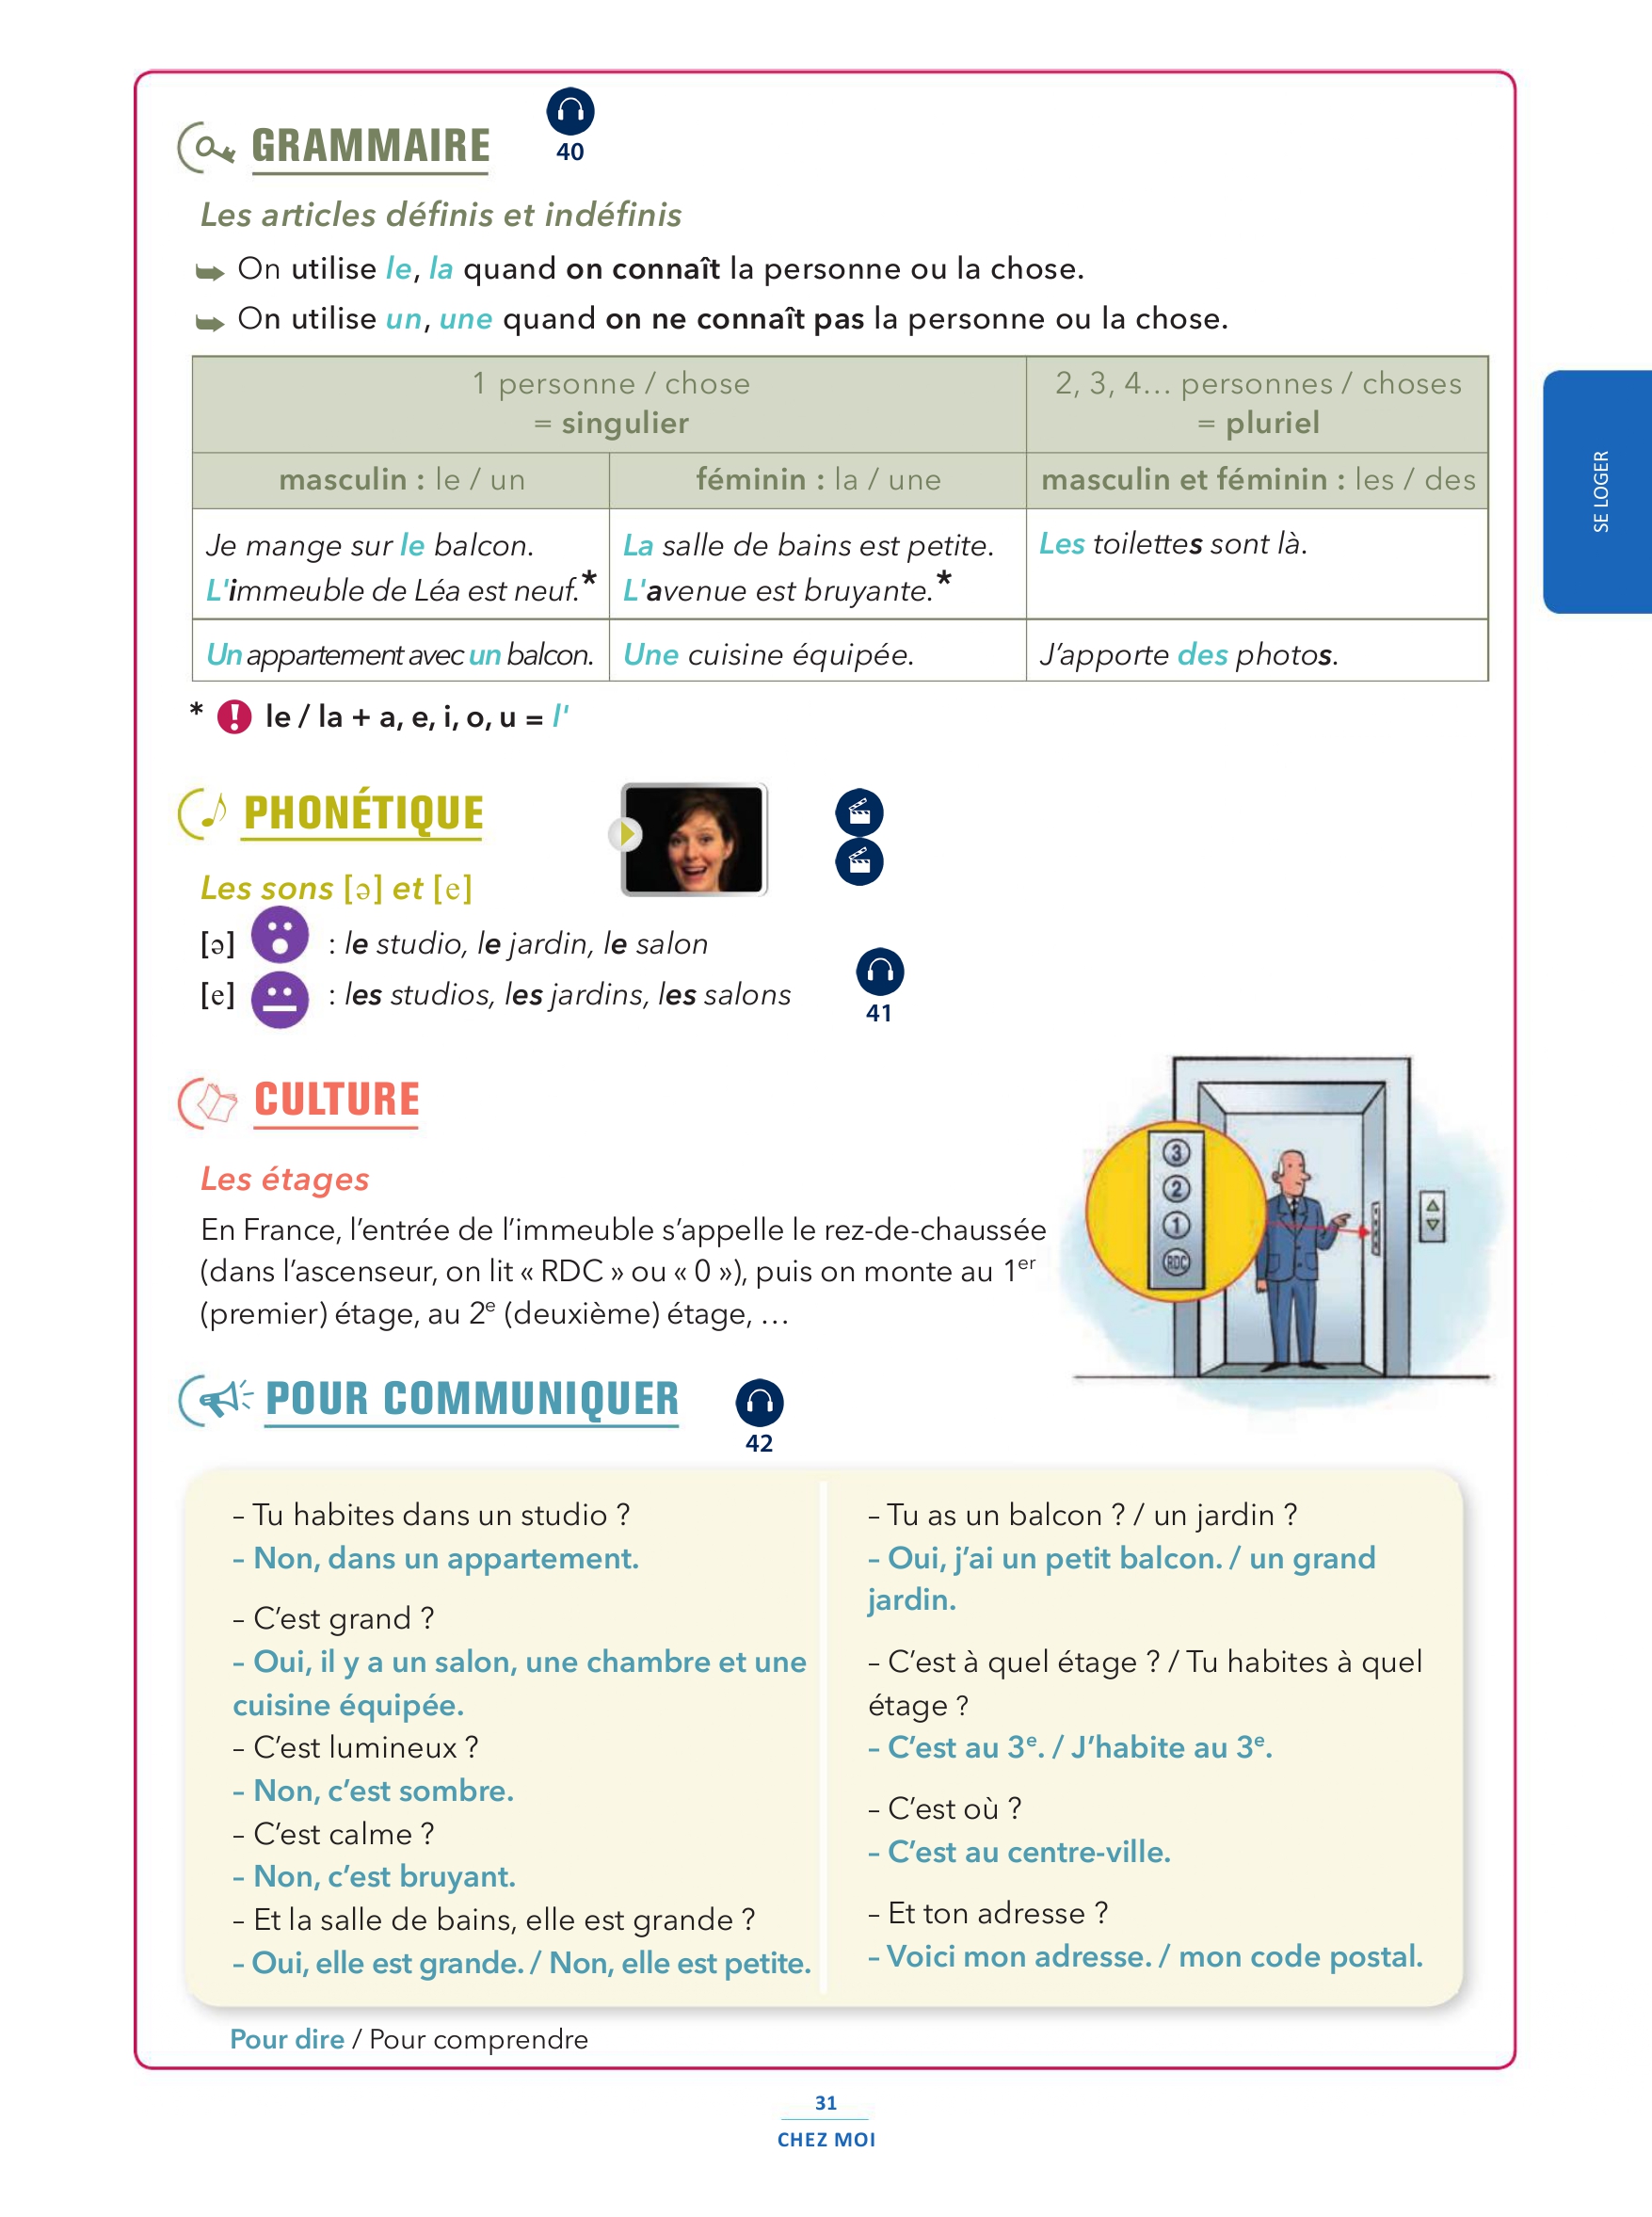 GRAMMAIRE
40
Les articles définis et indéfinis
On utilise le, la quand on connaît la personne ou la chose.
On utilise un, une quand on ne connaît pas la personne ou la chose.
1 personne / chose
= singulier
2, 3, 4… personnes / choses
= pluriel
masculin : le / un
féminin : la / une
masculin et féminin : les / des
Je mange sur le balcon.
L'immeuble de Léa est neuf.*
La salle de bains est petite.
L'avenue est bruyante.*
Les toilettes sont là.
Un appartement avec un balcon.
Une cuisine équipée.
J’apporte des photos.
* ! le / la + a, e, i, o, u = l'
SE LOGER
PHONÉTIQUE
Les sons [ə] et [e]
[ə] : le studio, le jardin, le salon
[e] : les studios, les jardins, les salons
41
CULTURE
Les étages
En France, l’entrée de l’immeuble s’appelle le rez-de-chaussée
(dans l’ascenseur, on lit « RDC » ou « 0 »), puis on monte au 1er
(premier) étage, au 2e (deuxième) étage, …
3
2
1
RDC
POUR COMMUNIQUER
42
– Tu habites dans un studio ?
– Non, dans un appartement.
– C’est grand ?
– Oui, il y a un salon, une chambre et une
cuisine équipée.
– C’est lumineux ?
– Non, c’est sombre.
– C’est calme ?
– Non, c’est bruyant.
– Et la salle de bains, elle est grande ?
– Oui, elle est grande. / Non, elle est petite.
– Tu as un balcon ? / un jardin ?
– Oui, j’ai un petit balcon. / un grand
jardin.
– C’est à quel étage ? / Tu habites à quel
étage ?
– C’est au 3e. / J’habite au 3e.
– C’est où ?
– C’est au centre-ville.
– Et ton adresse ?
– Voici mon adresse. / mon code postal.
Pour dire / Pour comprendre
31
CHEZ MOI